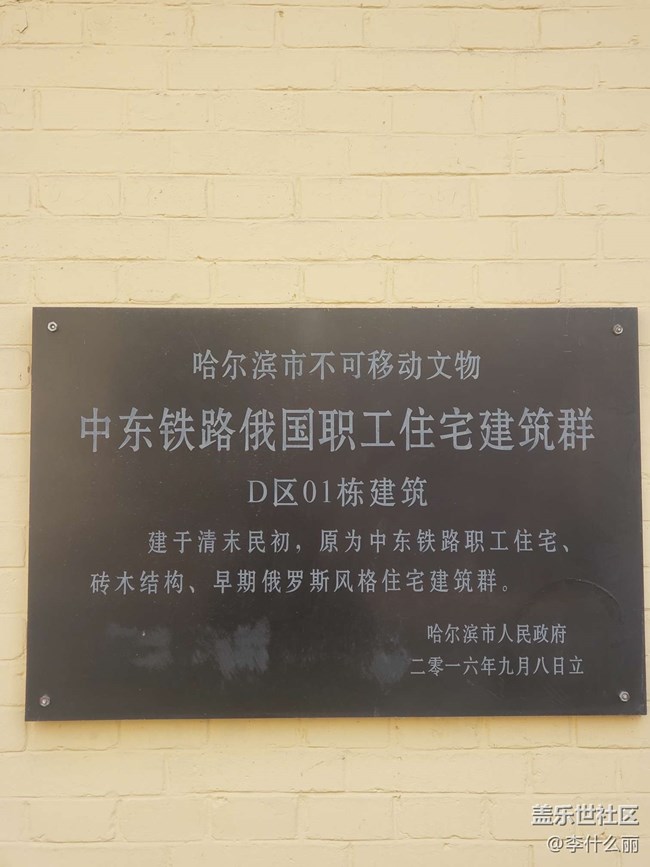 哈尔滨市不可移动文物
中东铁路俄国职工住宅建筑群
D区01栋建筑
建于清末民初，原为中东铁路职工住宅、
砖木结构、早期俄罗斯风格住宅建筑群。
哈尔滨市人民政府
二零一六年九月八日立
盖乐世社区
@李什么丽